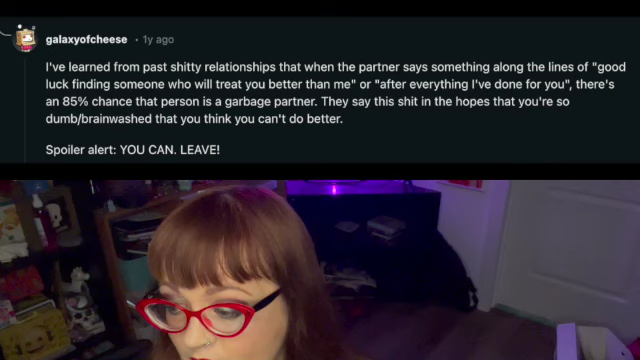 galaxyofcheese · 1y ago
I've learned from past shitty relationships that when the partner says something along the lines of "good
luck finding someone who will treat you better than me" or "after everything I've done for you", there's
an 85% chance that person is a garbage partner. They say this shit in the hopes that you're so
dumb/brainwashed that you think you can't do better.
Spoiler alert: YOU CAN. LEAVE!